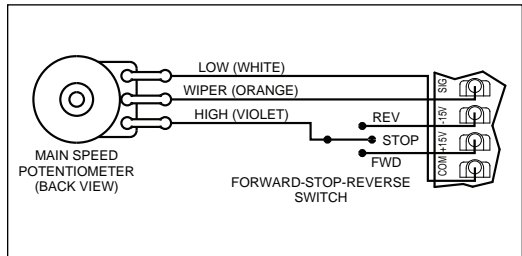 LOW (WHITE)
WIPER (ORANGE)
HIGH (VIOLET)
REV
STOP
FWD
MAIN SPEED
POTENTIOMETER
(BACK VIEW)
FORWARD-STOP-REVERSE
SWITCH
SIG
-15V
+15V
COM